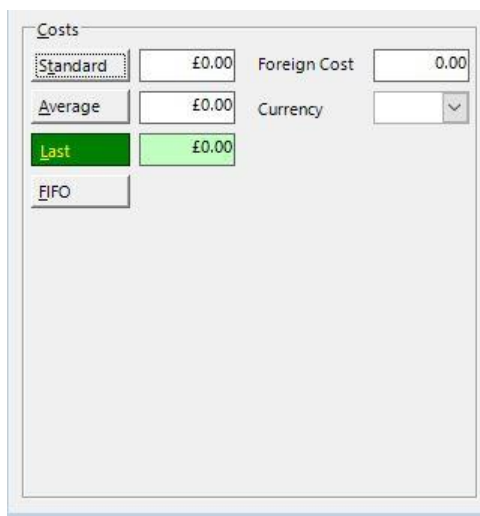 Costs
Standard £0.00 Foreign Cost 0.00
Average £0.00 Currency
Last £0.00
FIFO